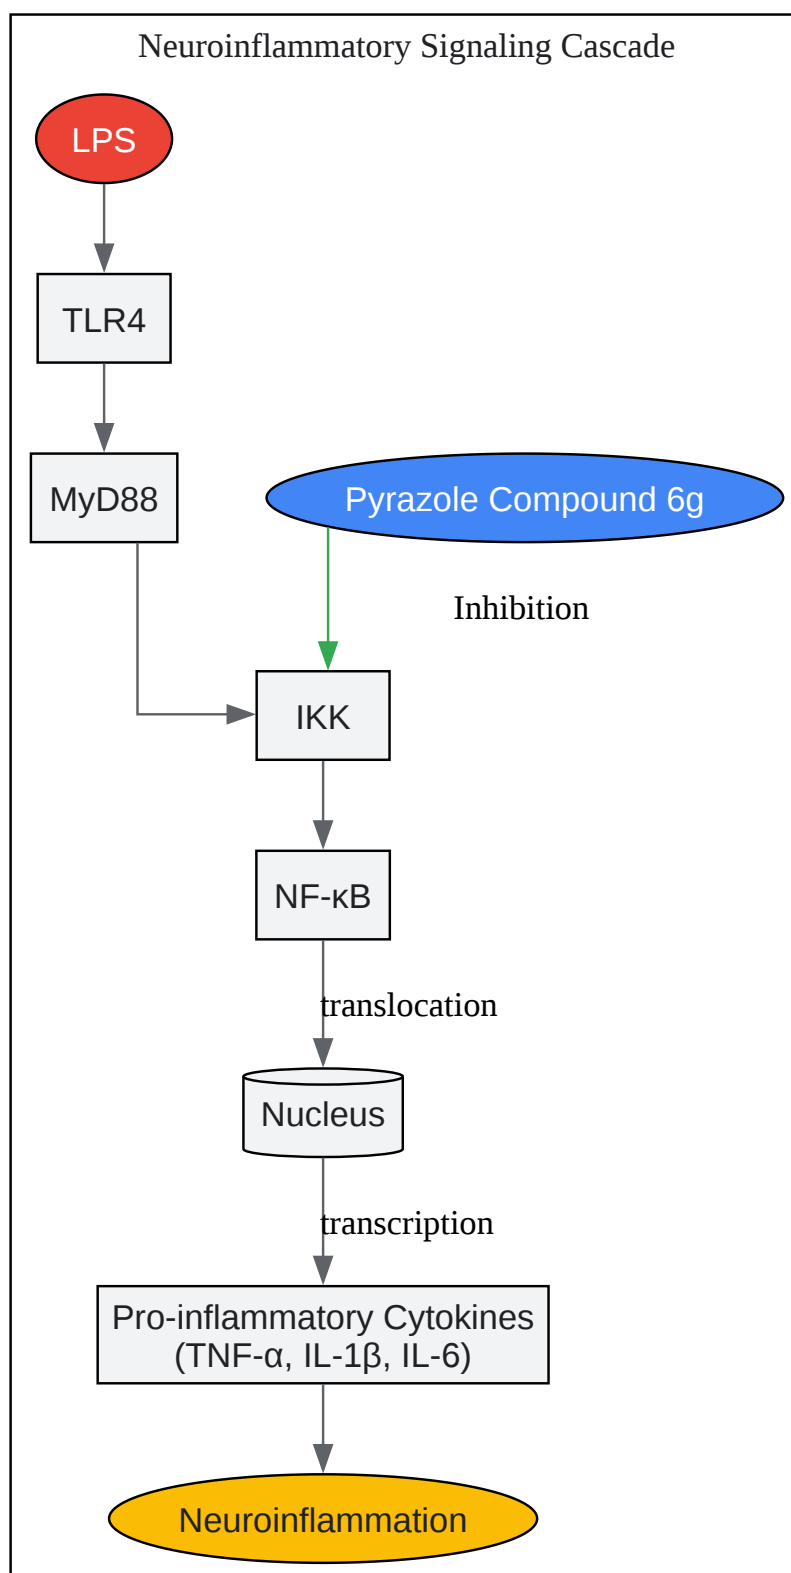 Neuroinflammatory Signaling Cascade
LPS
TLR4
MyD88
Pyrazole Compound 6g
Inhibition
IKK
NF-κB
translocation
Nucleus
transcription
Pro-inflammatory Cytokines
(TNF-α, IL-1β, IL-6)
Neuroinflammation